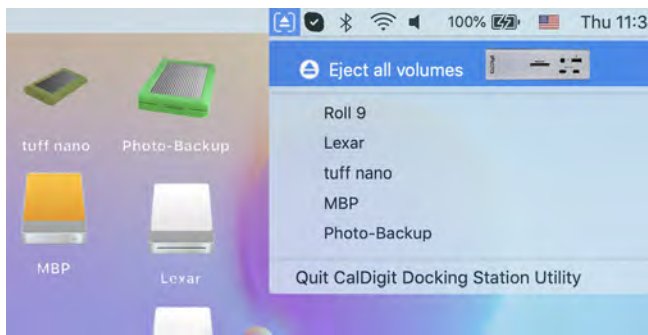 100%
Thu 11:3
Eject all volumes
Roll 9
Lexar
tuff nano
MBP
Photo-Backup
Quit CalDigit Docking Station Utility
tuff nano
Photo-Backup
MBP
Lexar